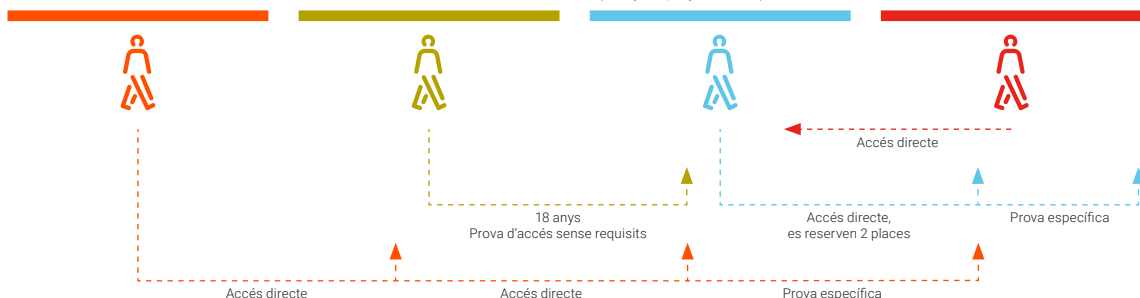 Accés directe
18 anys
Prova d'accés sense requisits
Accés directe,
es reserven 2 places
Prova específica
Accés directe
Accés directe
Prova específica